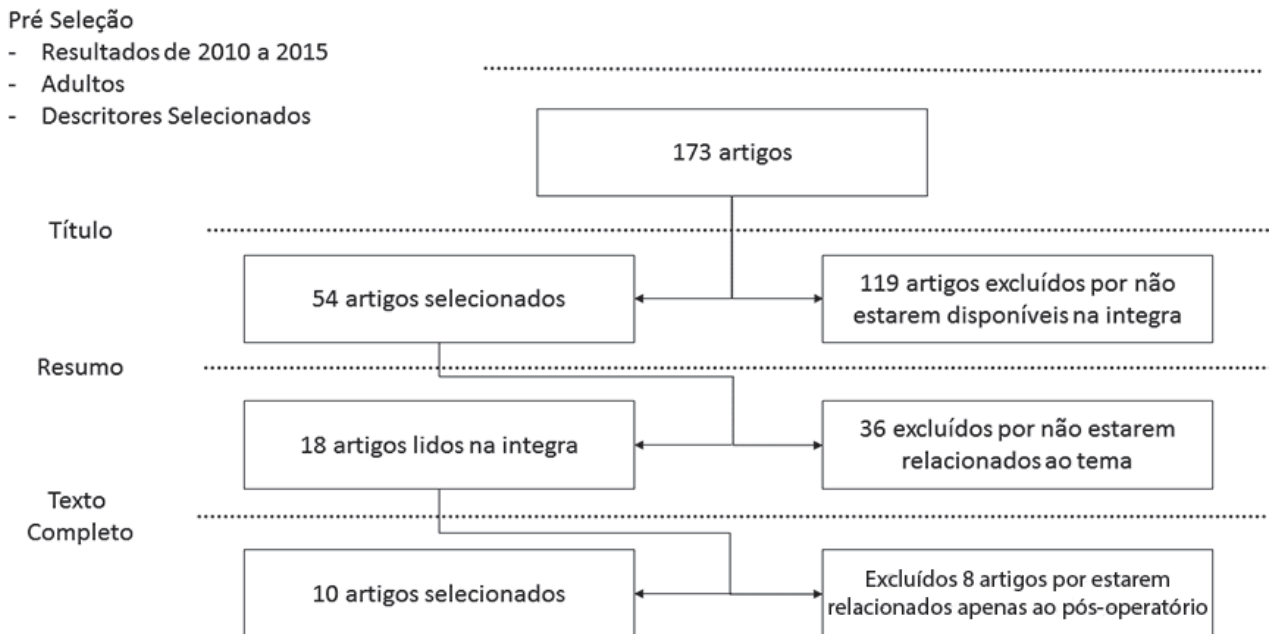 Pré Seleção
- Resultados de 2010 a 2015
- Adultos
- Descritores Selecionados
173 artigos
Título
54 artigos selecionados
119 artigos excluídos por não
estarem disponíveis na integra
Resumo
18 artigos lidos na integra
36 excluídos por não estarem
relacionados ao tema
Texto
Completo
10 artigos selecionados
Excluídos 8 artigos por estarem
relacionados apenas ao pós-operatório